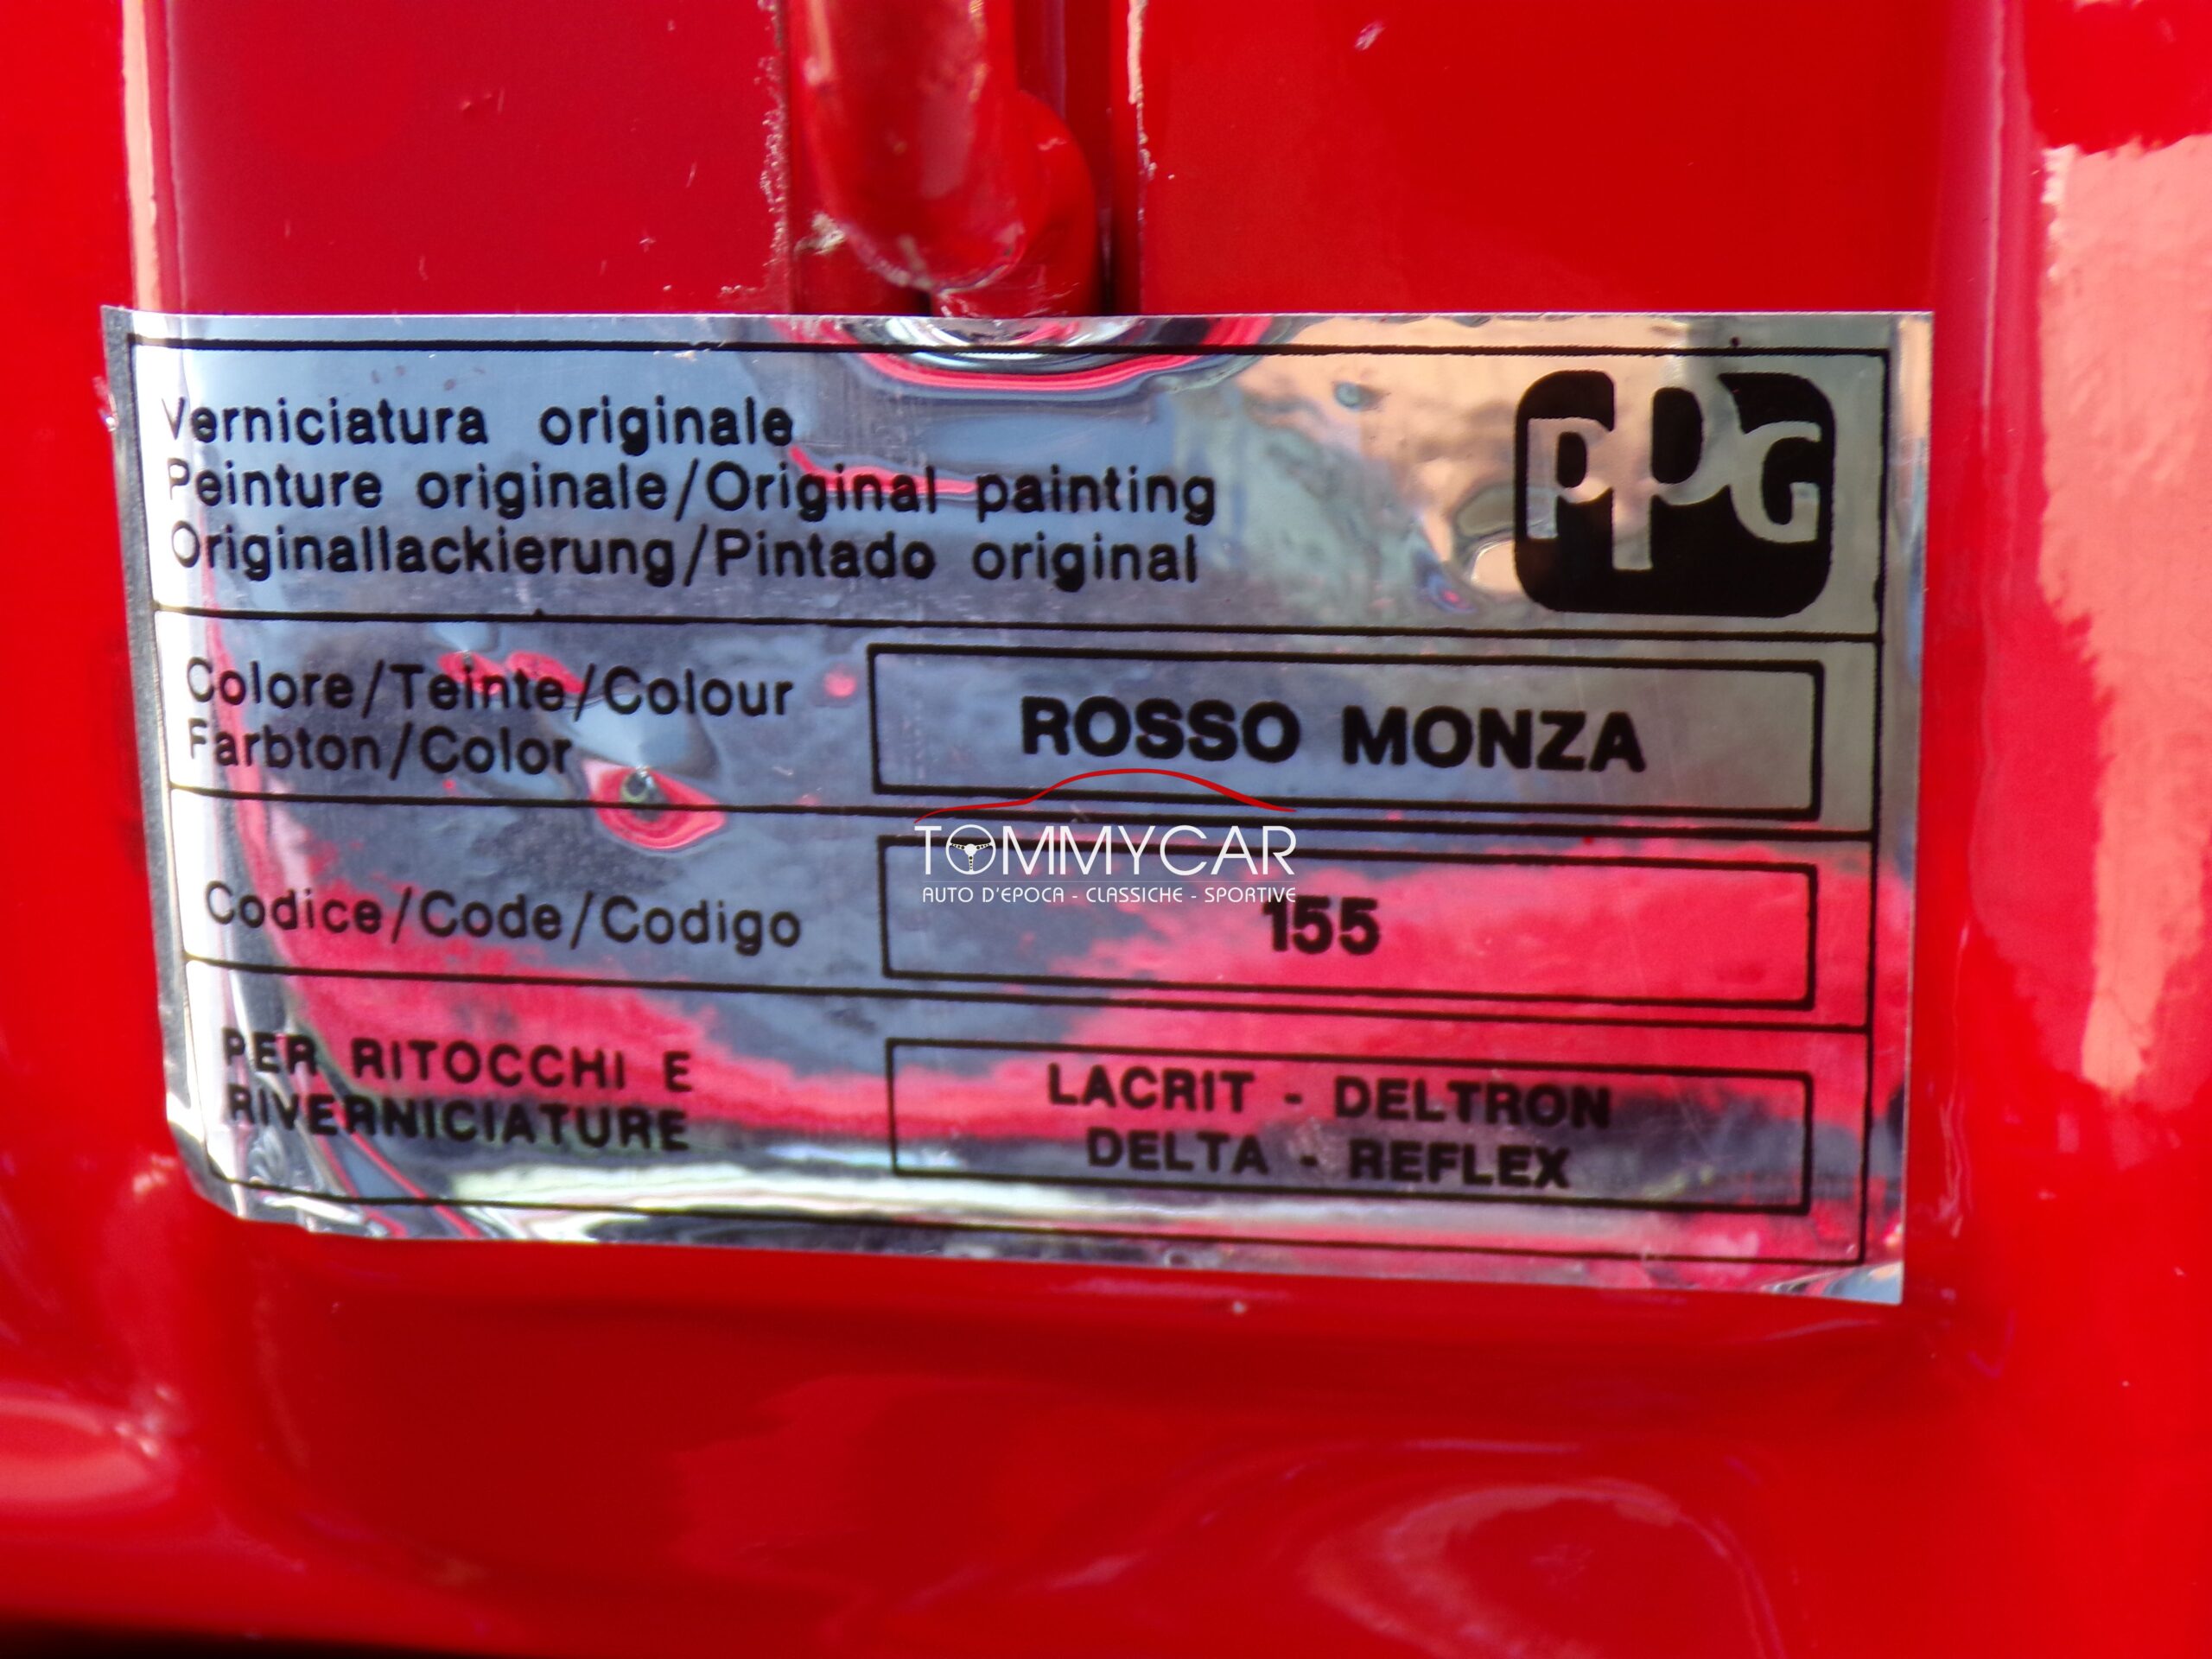 Verniciatura originale
Peinture originale/Original painting
Originallackierung/Pintado original
PPG
Colore/Teinte/Colour
Farbton/Color
ROSSO MONZA
TOMMYCAR
AUTO D'EPOCA - CLASSICHE - SPORTIVE
Codice/Code/Codigo
155
PER RITOCCHI E
RIVERNICIATURE
LACRIT - DELTRON
DELTA - REFLEX